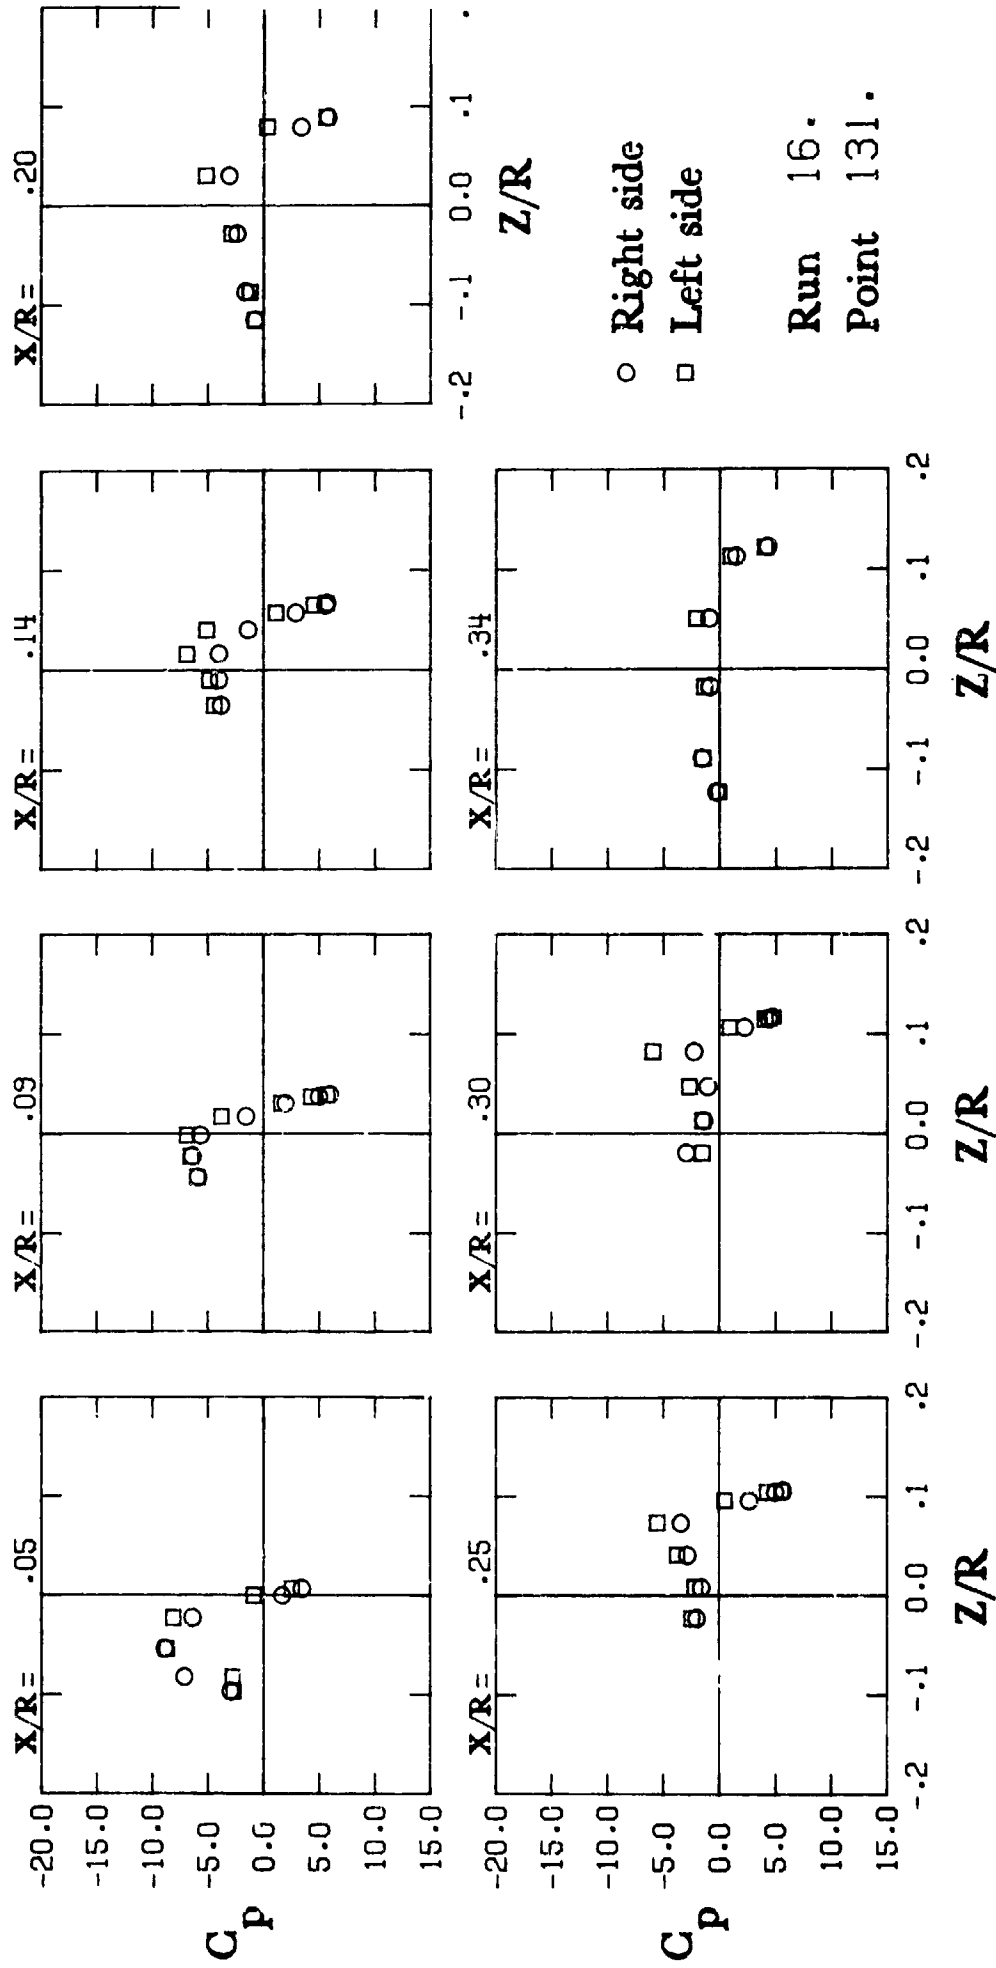 X/R= .05
X/R= .09
X/R= .14
X/R= .20
-20.0
-15.0
-10.0
-5.0
0.0
5.0
10.0
15.0
Cp
-.2 -.1 0.0 .1
Z/R
X/R= .25
X/R= .30
X/R= .34
-20.0
-15.0
-10.0
-5.0
0.0
5.0
10.0
15.0
Cp
-.2 -.1 0.0 .1 .2
-.2 -.1 0.0 .1 .2
-.2 -.1 0.0 .1 .2
Z/R
Z/R
Z/R
○ Right side
□ Left side
Run 16.
Point 131.